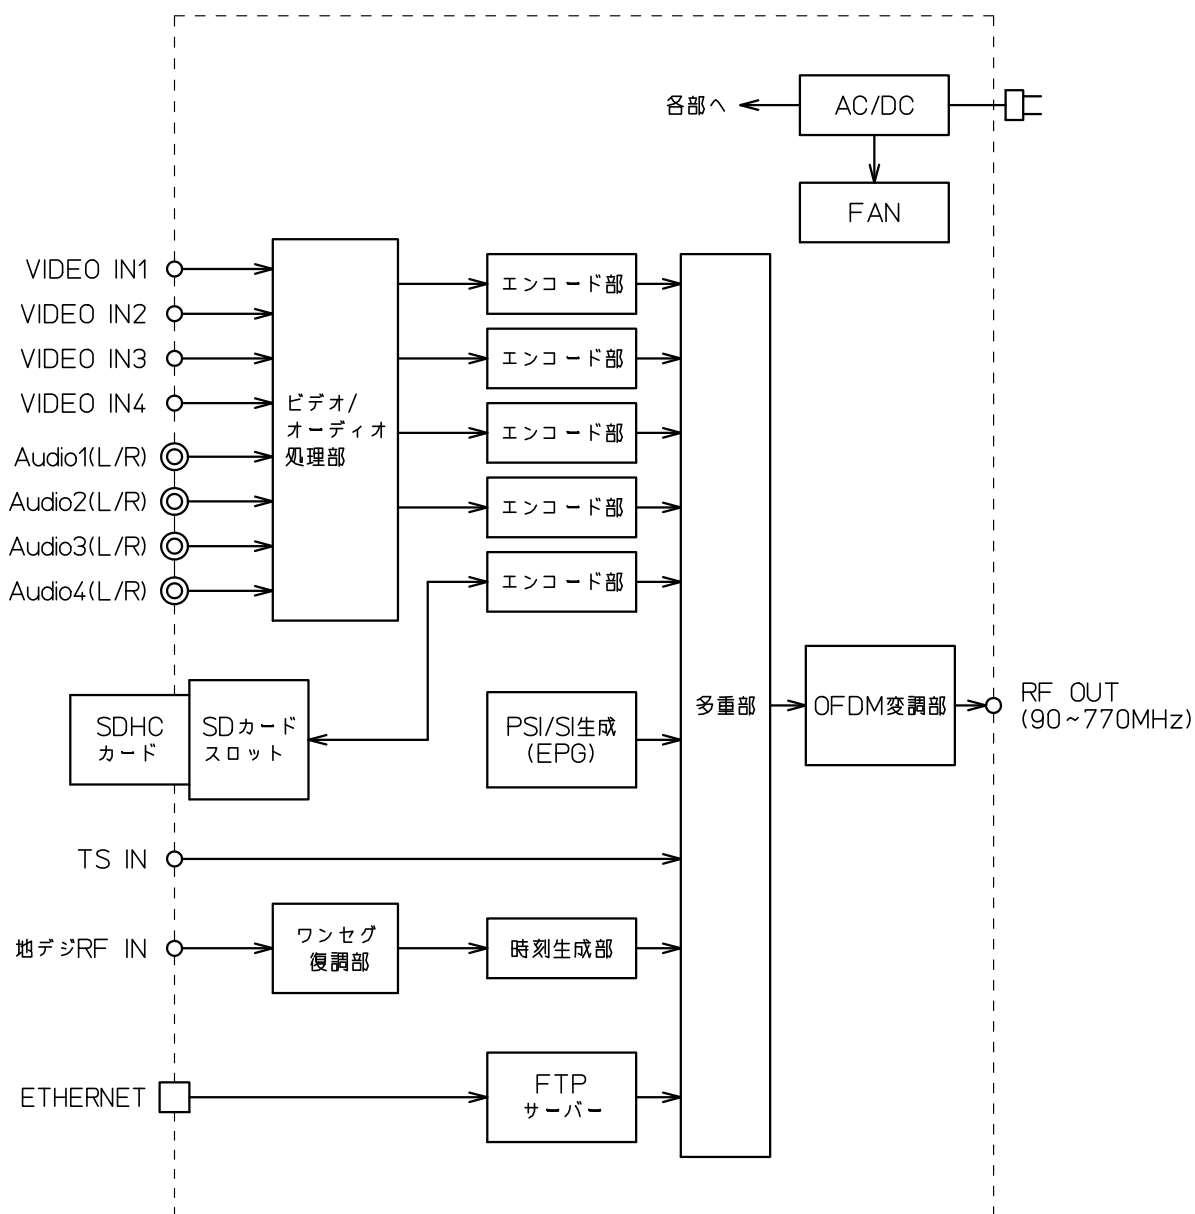 各部へ
AC/DC
FAN
VIDEO IN1
VIDEO IN2
VIDEO IN3
VIDEO IN4
Audio1(L/R)
Audio2(L/R)
Audio3(L/R)
Audio4(L/R)
ビデオ/
オーディオ
処理部
エンコード部
エンコード部
エンコード部
エンコード部
エンコード部
SDHC
カード
SDカード
スロット
PSI/SI生成
(EPG)
多重部
OFDM変調部
RF OUT
(90~770MHz)
TS IN
地デジRF IN
ワンセグ
復調部
時刻生成部
ETHERNET
FTP
サーバー